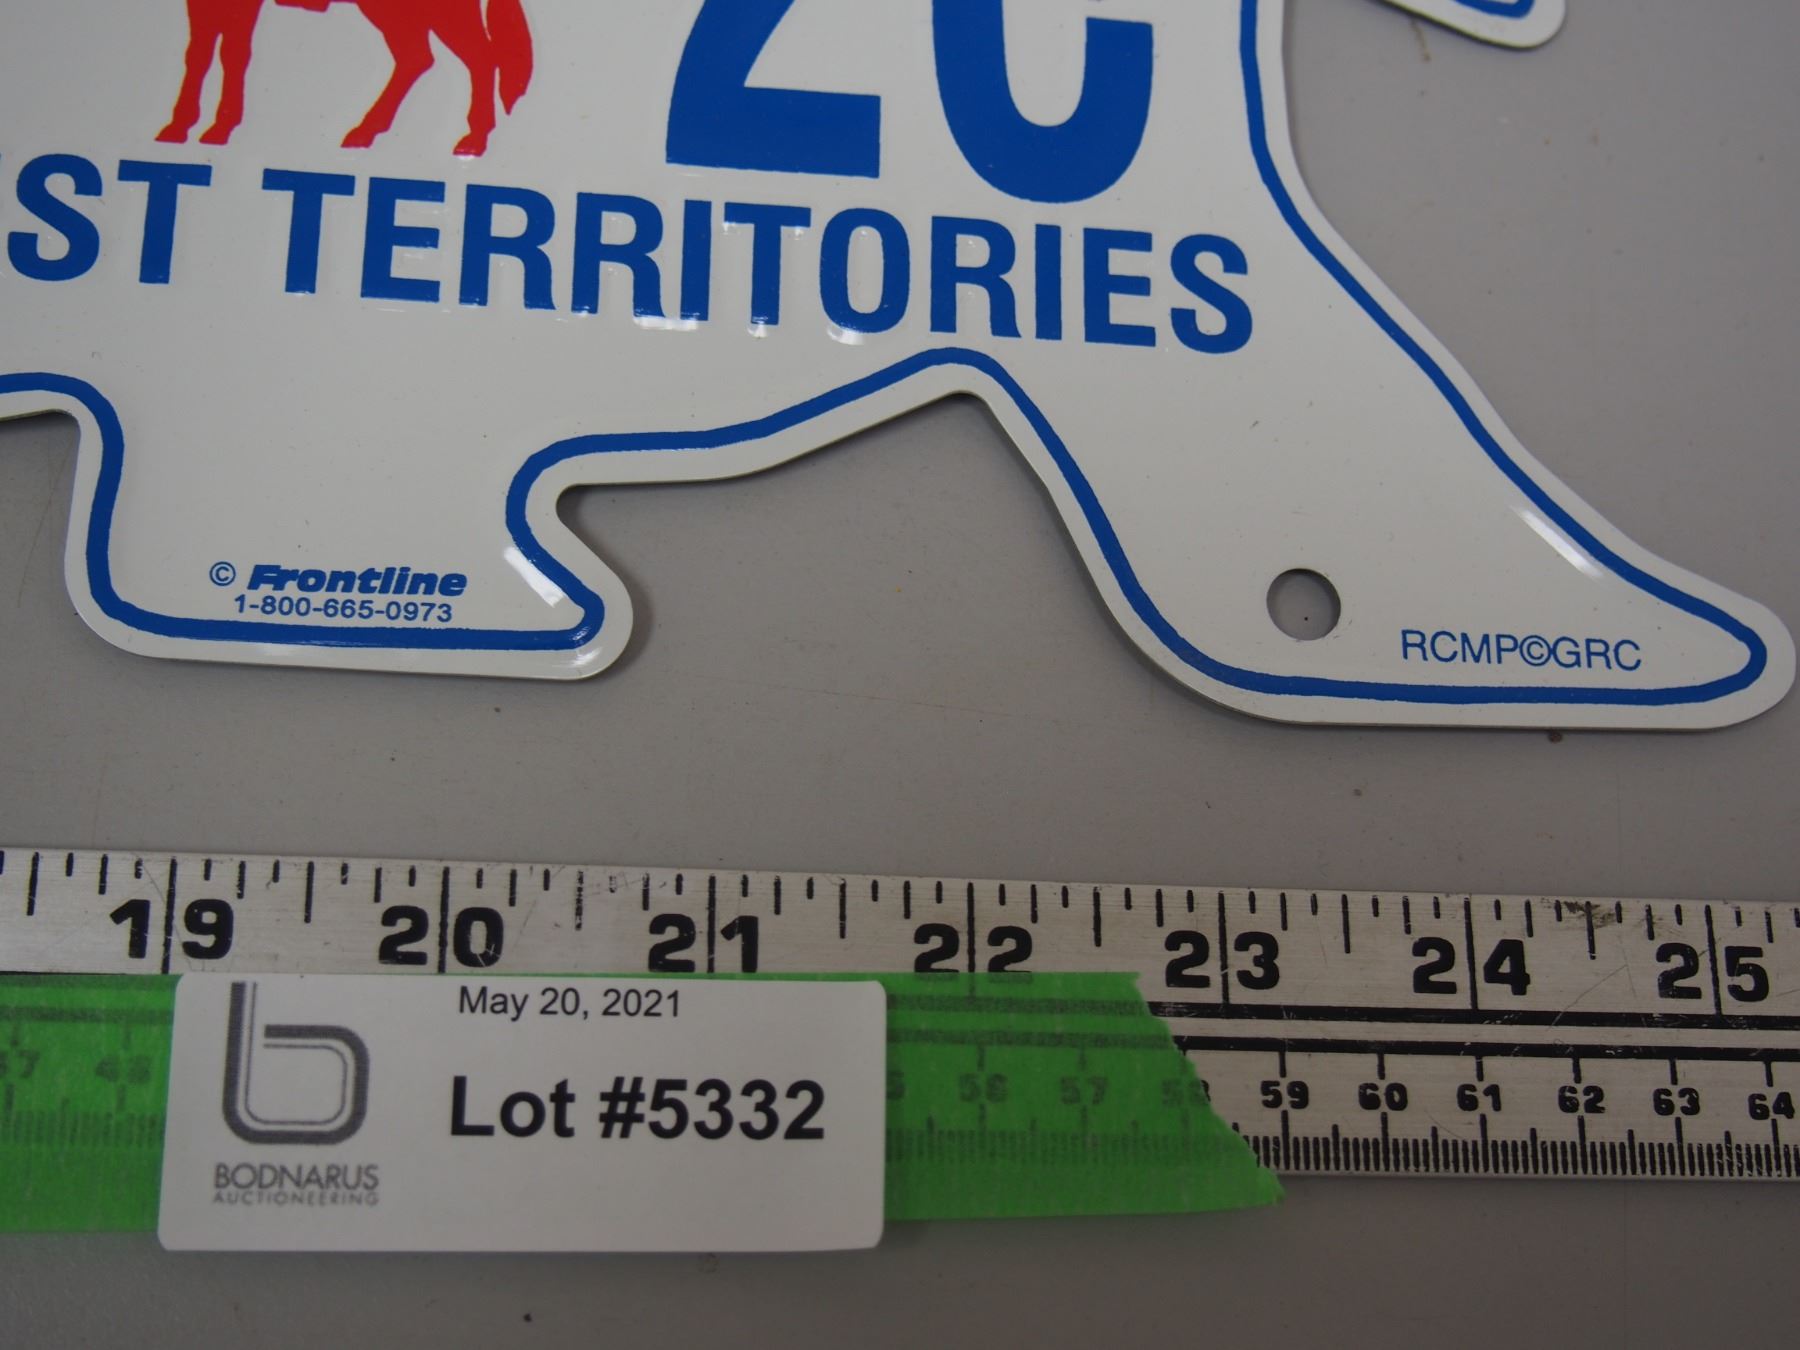 ST TERRITORIES
© Frontline
1-800-665-0973
RCMP©GRC
19 20 21 22 23 24 25
May 20, 2021
Lot #5332
BODNARUS
AUCTIONEERING
56 57 58 59 60 61 62 63 64